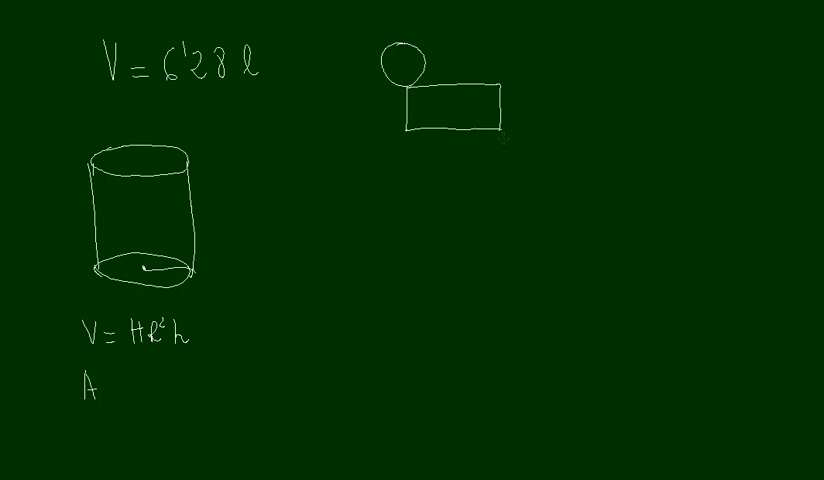 V = 6'28 l
V = πR²h
A